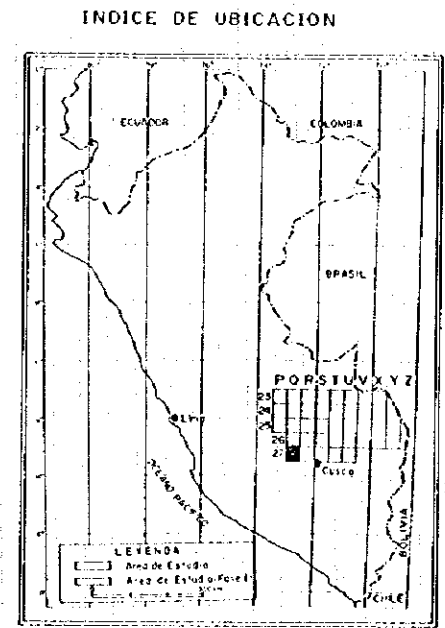 INDICE DE UBICACION
ECUADOR
COLOMBIA
BRASIL
P Q R S T U V X Y Z
23
24
25
26
27
Lima
Cusco
OCEANO PACIFICO
BOLIVIA
CHILE
LEYENDA
Area de Estudio
Area de Estudio-Fase I